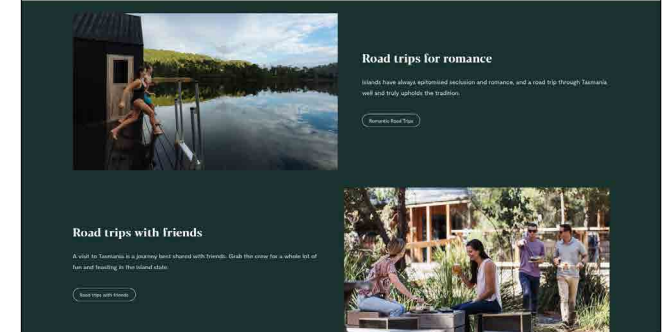 Road trips for romance
Islands have always epitomised seclusion and romance, and a road trip through Tasmania
well and truly upholds the tradition.
Romantic Road Trips
Road trips with friends
A visit to Tasmania is a journey best shared with friends. Grab the crew for a whole lot of
fun and feasting in the island state.
Road trips with friends